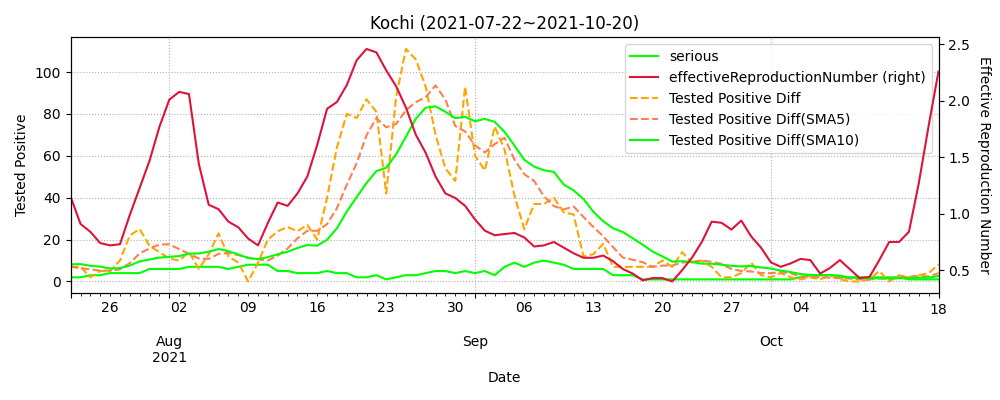 Kochi (2021-07-22~2021-10-20)
Tested Positive
100
80
60
40
20
0
2.5
2.0
1.5
1.0
0.5
Effective Reproduction Number
serious
effectiveReproductionNumber (right)
Tested Positive Diff
Tested Positive Diff(SMA5)
Tested Positive Diff(SMA10)
26 02 09 16 23 30 06 13 20 27 04 11 18
Aug Sep Oct
2021
Date